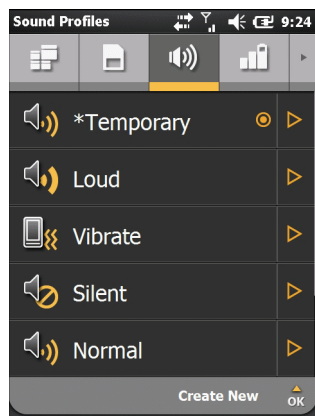 Sound Profiles 9:24
*Temporary
Loud
Vibrate
Silent
Normal
Create New OK